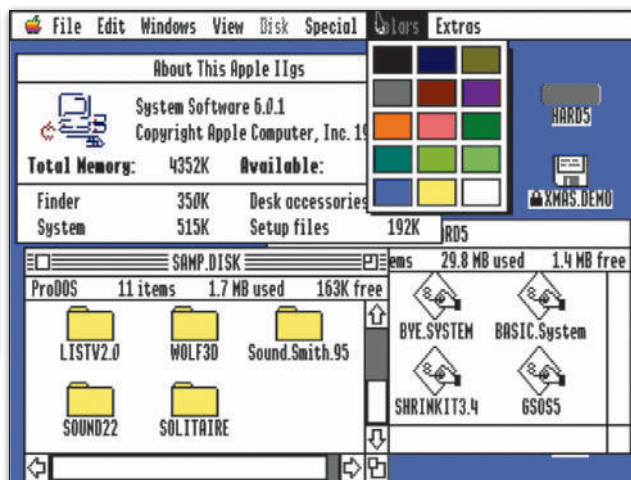 File Edit Windows View Disk Special Colors Extras
About This Apple IIgs
System Software 6.0.1
Copyright Apple Computer, Inc. 19
Total Memory: 4352K Available:
Finder 350K Desk accessories
System 515K Setup files 192K
HARD5
XMAS.DEMO
RD5
ems 29.8 MB used 1.4 MB free
BYE.SYSTEM BASIC.System
SHRINKIT3.4 GSOS5
SAMP.DISK
ProDOS 11 items 1.7 MB used 163K free
LISTV2.0 WOLF3D Sound.Smith.95
SOUND22 SOLITAIRE